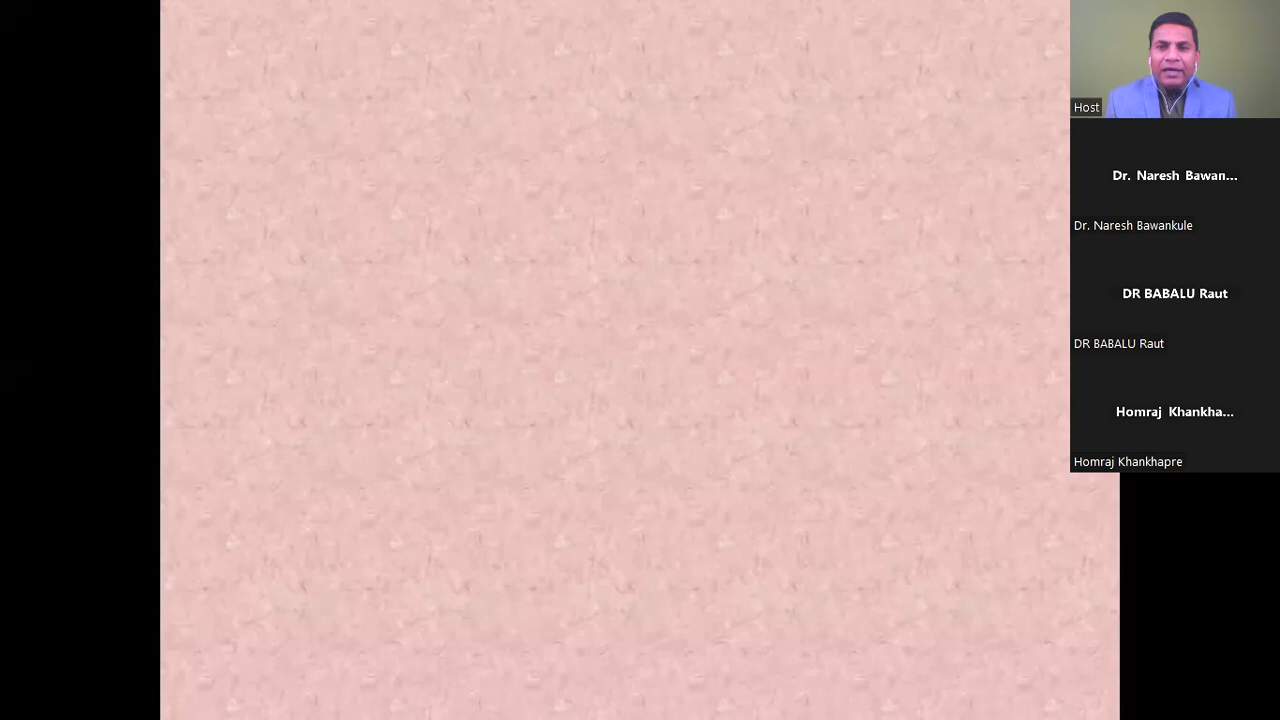 Host
Dr. Naresh Bawan...
Dr. Naresh Bawankule
DR BABALU Raut
DR BABALU Raut
Homraj Khankha...
Homraj Khankhapre